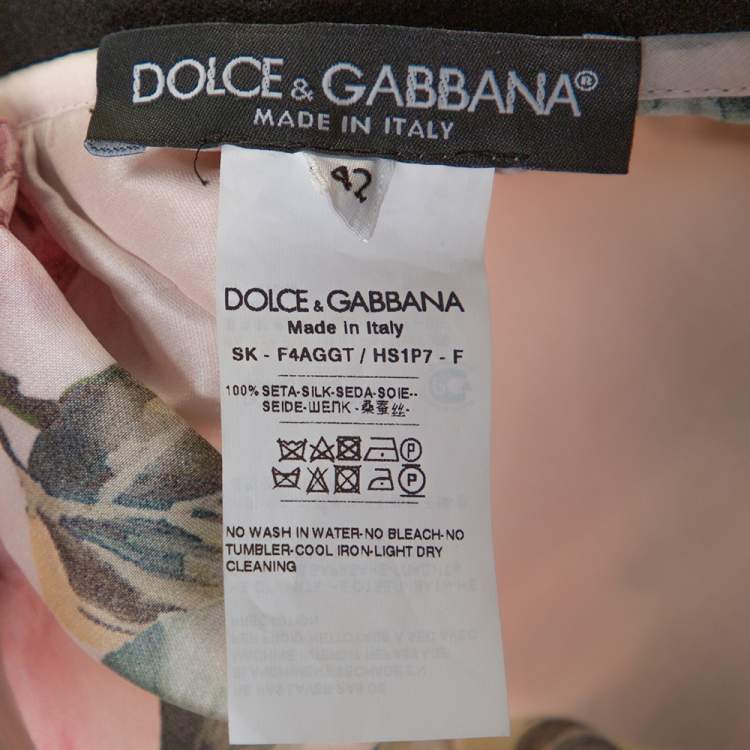 DOLCE & GABBANA®
MADE IN ITALY
42
DOLCE & GABBANA
Made in Italy
SK - F4AGGT / HS1P7 - F
100% SETA-SILK-SEDA-SOIE--
SEIDE-ШЕПК -桑蚕丝-
P
P
NO WASH IN WATER-NO BLEACH-NO
TUMBLER-COOL IRON-LIGHT DRY
CLEANING